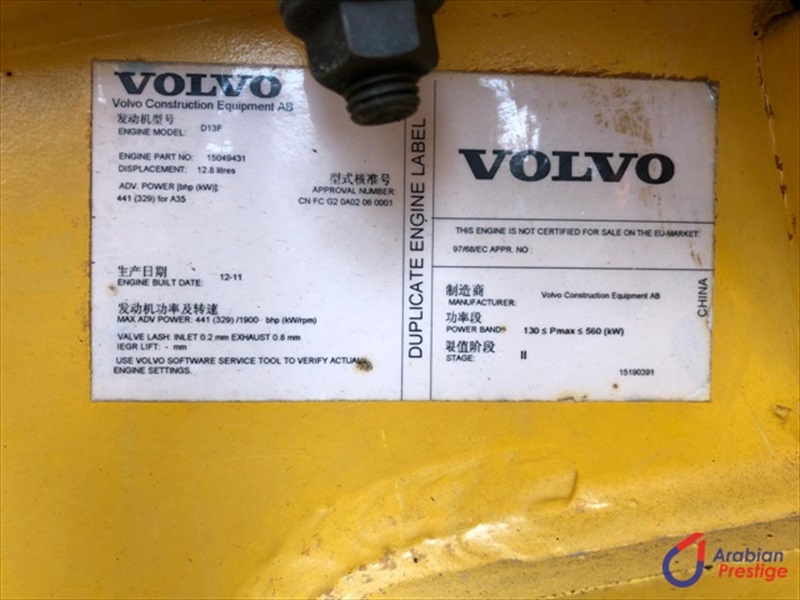 VOLVO
Volvo Construction Equipment AB
发动机型号
ENGINE MODEL: D13F
ENGINE PART NO: 15049431
DISPLACEMENT: 12.8 litres
ADV. POWER [bhp (kW)]:
441 (329) for A35
型式核准号
APPROVAL NUMBER:
CN FC G2 0A02 06 0001
生产日期
ENGINE BUILT DATE: 12-11
发动机功率及转速
MAX ADV POWER: 441 (329) /1900 bhp (kW/rpm)
VALVE LASH: INLET 0.2 mm EXHAUST 0.8 mm
IEGR LIFT: - mm
USE VOLVO SOFTWARE SERVICE TOOL TO VERIFY ACTUAL
ENGINE SETTINGS.
DUPLICATE ENGINE LABEL
VOLVO
THIS ENGINE IS NOT CERTIFIED FOR SALE ON THE EU-MARKET.
97/68/EC APPR. NO:
制造商
MANUFACTURER: Volvo Construction Equipment AB
功率段
POWER BAND: 130 ≤ Pmax ≤ 560 (kW)
限值阶段
STAGE: II
15190391
CHINA
Arabian
Prestige